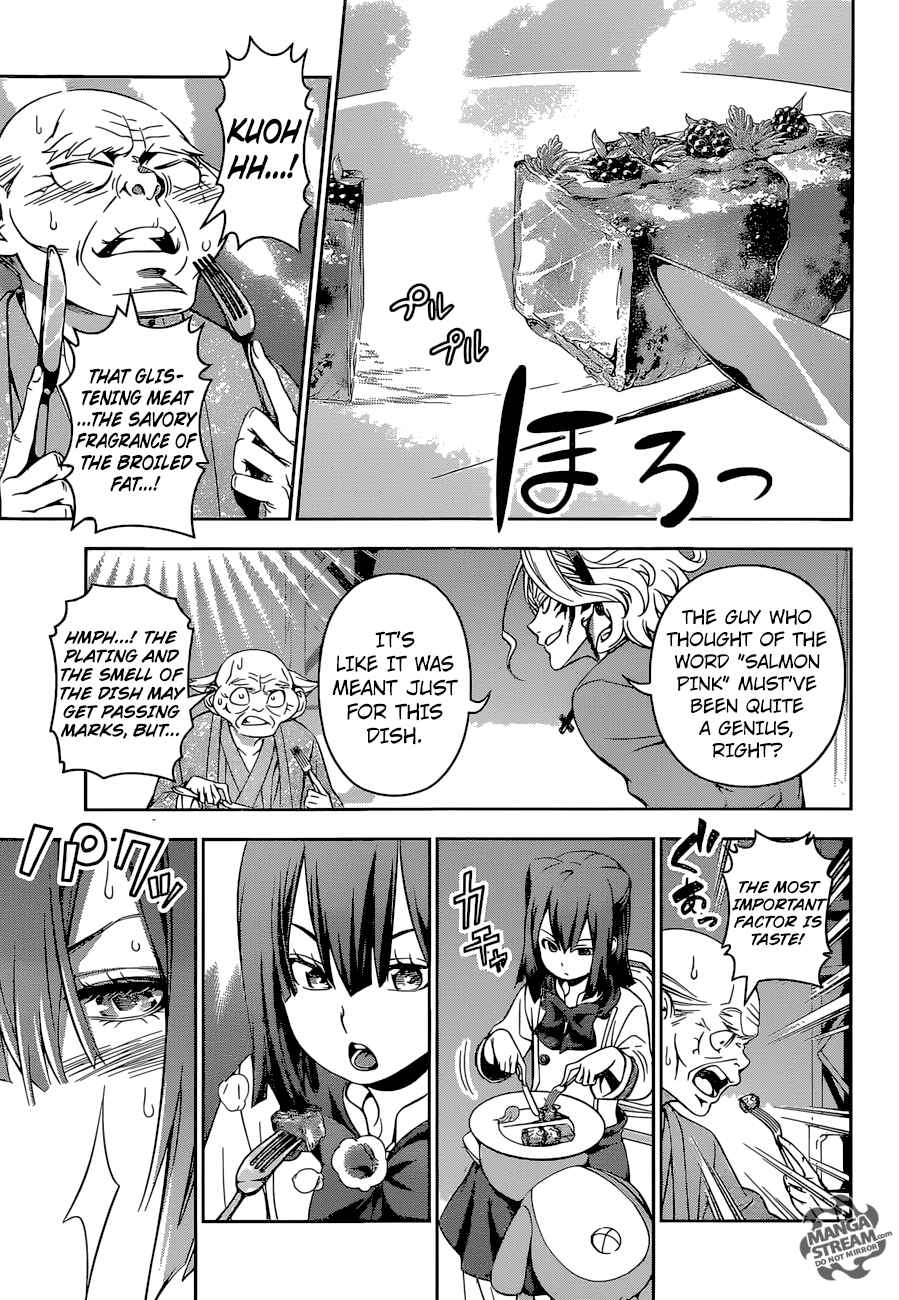 プル
プル
ほろっ
KUOH
HH...!
THAT GLIS-
TENING MEAT
...THE SAVORY
FRAGRANCE OF
THE BROILED
FAT...!
THE GUY WHO
THOUGHT OF THE
WORD "SALMON
PINK" MUST'VE
BEEN QUITE
A GENIUS,
RIGHT?
IT'S
LIKE IT WAS
MEANT JUST
FOR THIS
DISH.
HMPH...! THE
PLATING AND
THE SMELL OF
THE DISH MAY
GET PASSING
MARKS, BUT...
THE MOST
IMPORTANT
FACTOR IS
TASTE!
ぐあっ
カチャ
パクッ
MANGA
STREAM.com
DO NOT MIRROR!